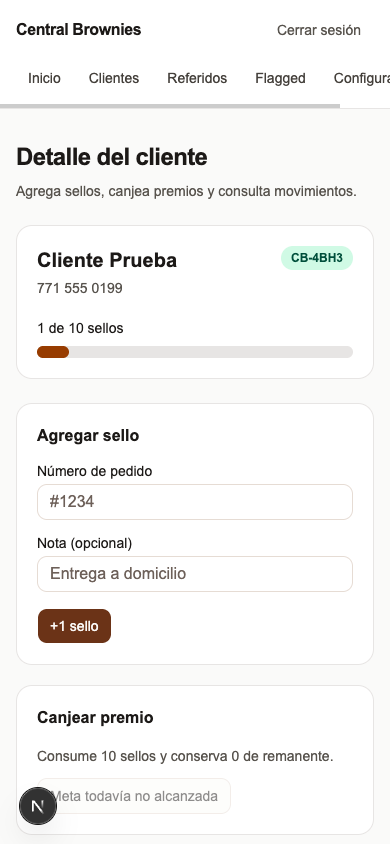 Central Brownies
Cerrar sesión
Inicio Clientes Referidos Flagged Configura
Detalle del cliente
Agrega sellos, canjea premios y consulta movimientos.
Cliente Prueba
CB-4BH3
771 555 0199
1 de 10 sellos
Agregar sello
Número de pedido
#1234
Nota (opcional)
Entrega a domicilio
+1 sello
Canjear premio
Consume 10 sellos y conserva 0 de remanente.
Meta todavía no alcanzada
N